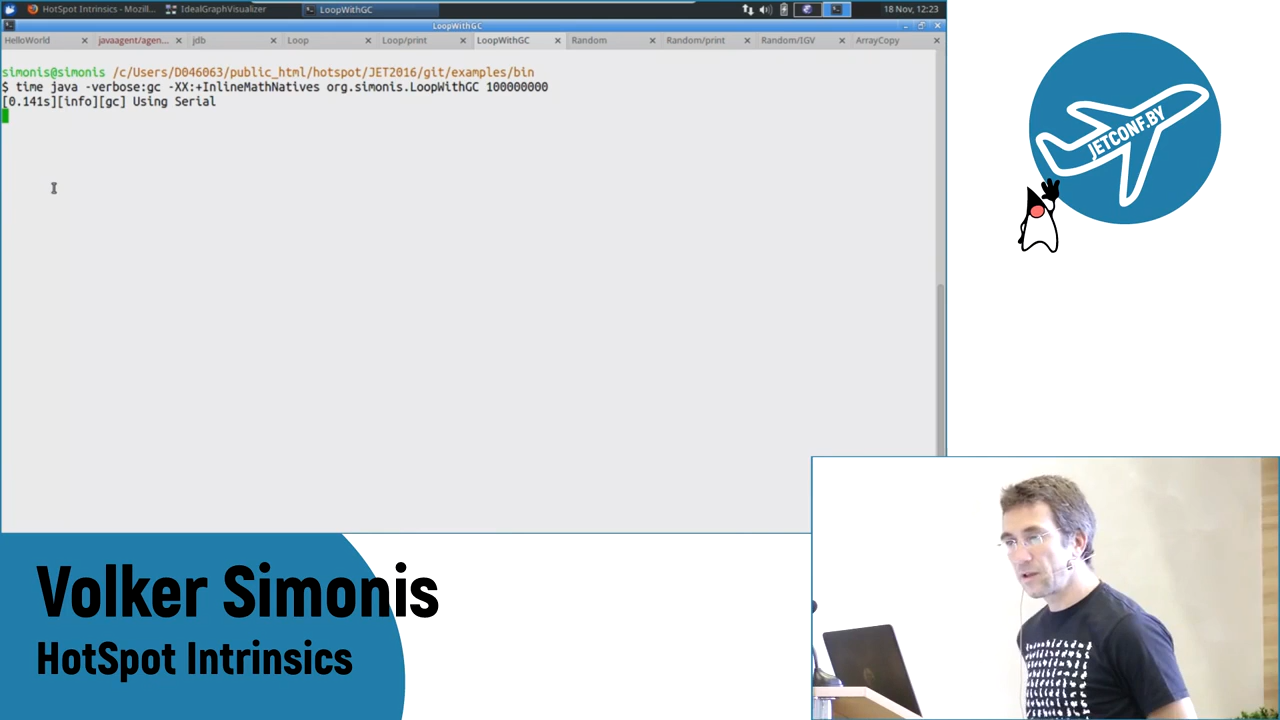 HotSpot Intrinsics - Mozill...
IdealGraphVisualizer
LoopWithGC
18 Nov, 12:23
LoopWithGC
HelloWorld
javaagent/agen...
jdb
Loop
Loop/print
LoopWithGC
Random
Random/print
Random/IGV
ArrayCopy
simonis@simonis /c/Users/D046063/public_html/hotspot/JET2016/git/examples/bin
$ time java -verbose:gc -XX:+InlineMathNatives org.simonis.LoopWithGC 100000000
[0.141s][info][gc] Using Serial
JETCONF.BY
Volker Simonis
HotSpot Intrinsics